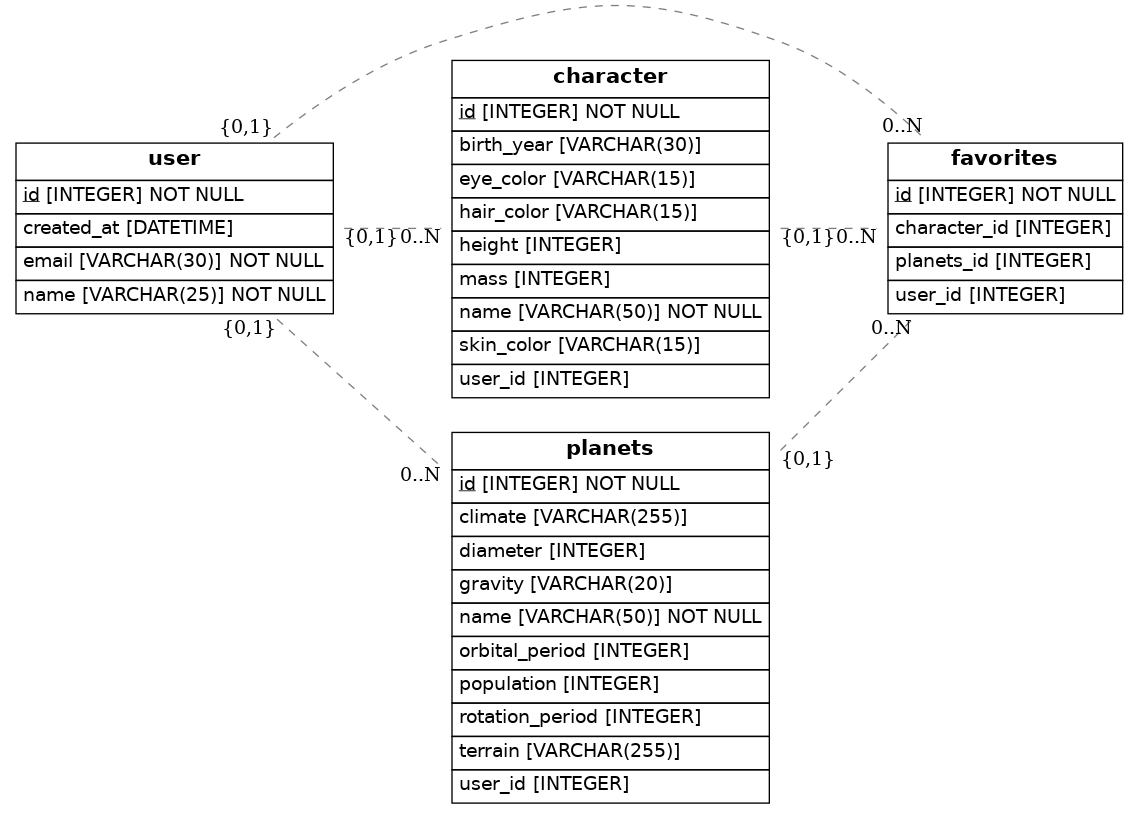 {0,1}
0..N
user
id [INTEGER] NOT NULL
created_at [DATETIME]
email [VARCHAR(30)] NOT NULL
name [VARCHAR(25)] NOT NULL
{0,1}
0..N
{0,1}
0..N
character
id [INTEGER] NOT NULL
birth_year [VARCHAR(30)]
eye_color [VARCHAR(15)]
hair_color [VARCHAR(15)]
height [INTEGER]
mass [INTEGER]
name [VARCHAR(50)] NOT NULL
skin_color [VARCHAR(15)]
user_id [INTEGER]
{0,1}
0..N
favorites
id [INTEGER] NOT NULL
character_id [INTEGER]
planets_id [INTEGER]
user_id [INTEGER]
0..N
{0,1}
planets
id [INTEGER] NOT NULL
climate [VARCHAR(255)]
diameter [INTEGER]
gravity [VARCHAR(20)]
name [VARCHAR(50)] NOT NULL
orbital_period [INTEGER]
population [INTEGER]
rotation_period [INTEGER]
terrain [VARCHAR(255)]
user_id [INTEGER]